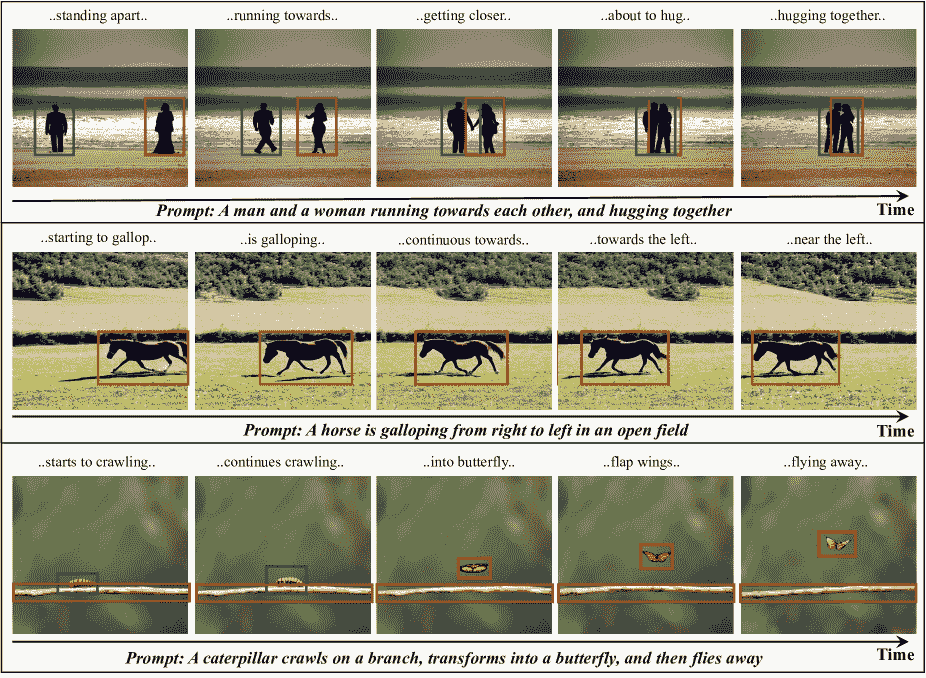 ..standing apart.. ..running towards.. ..getting closer.. ..about to hug.. ..hugging together..
Prompt: A man and a woman running towards each other, and hugging together Time
..starting to gallop.. ..is galloping.. ..continuous towards.. ..towards the left.. ..near the left..
Prompt: A horse is galloping from right to left in an open field Time
..starts to crawling.. ..continues crawling.. ..into butterfly.. ..flap wings.. ..flying away..
Prompt: A caterpillar crawls on a branch, transforms into a butterfly, and then flies away Time